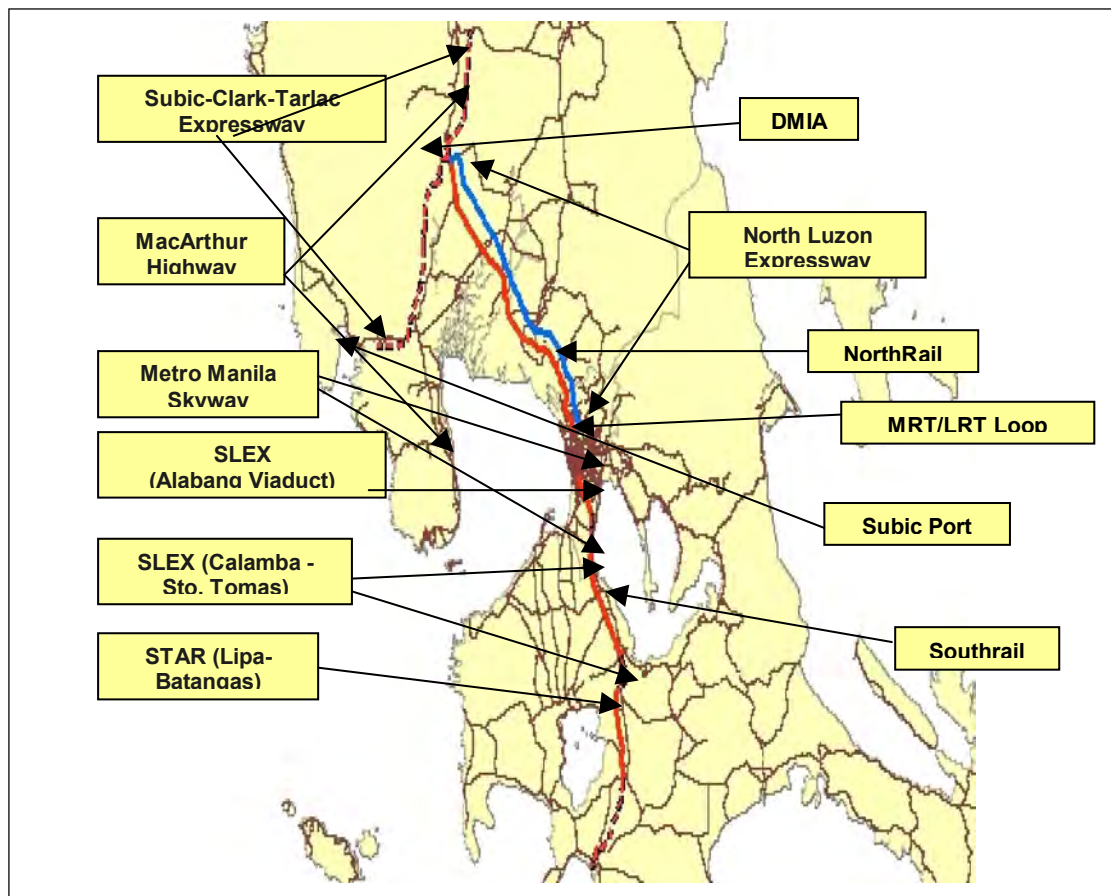 Subic-Clark-Tarlac
Expressway
DMIA
MacArthur
Highway
North Luzon
Expressway
NorthRail
Metro Manila
Skyway
MRT/LRT Loop
SLEX
(Alabang Viaduct)
Subic Port
SLEX (Calamba -
Sto. Tomas)
Southrail
STAR (Lipa-
Batangas)